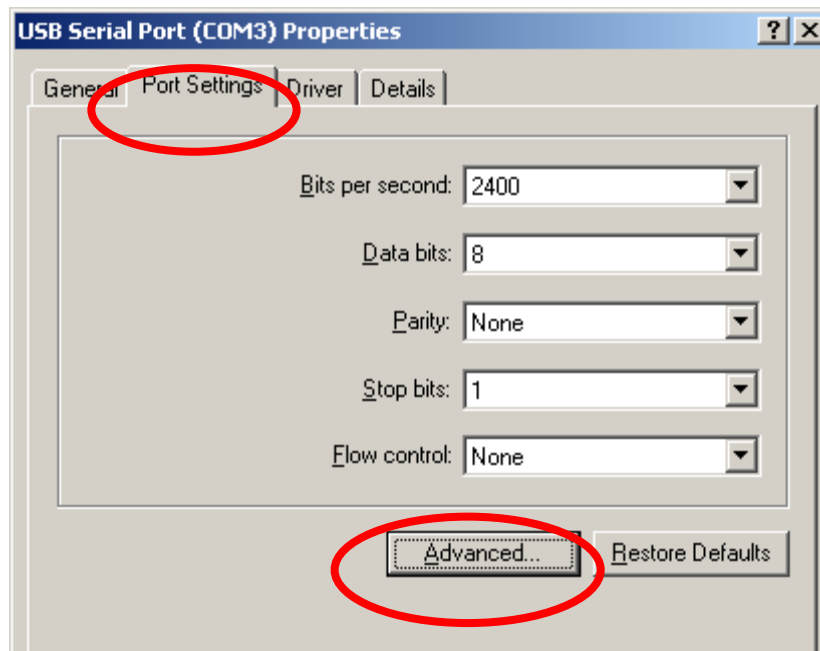 USB Serial Port (COM3) Properties
General Port Settings Driver Details
Bits per second: 2400
Data bits: 8
Parity: None
Stop bits: 1
Flow control: None
Advanced... Restore Defaults